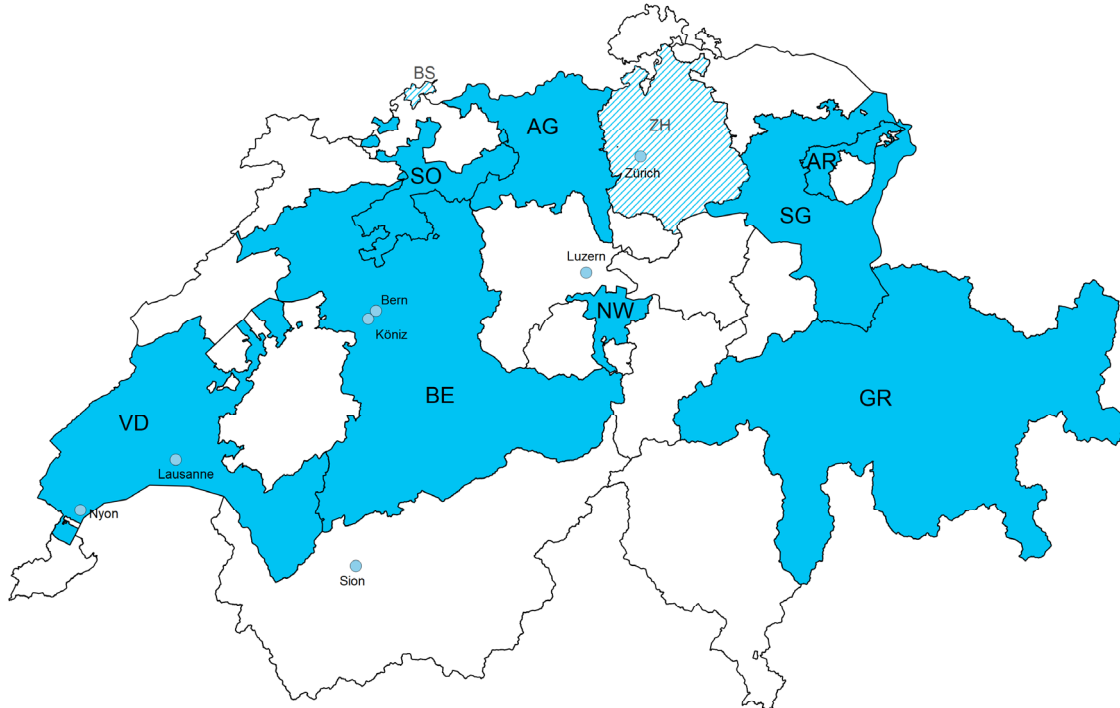 BS
AG
ZH
Zürich
AR
SO
SG
Luzern
Bern
NW
Köniz
BE
GR
VD
Lausanne
Nyon
Sion